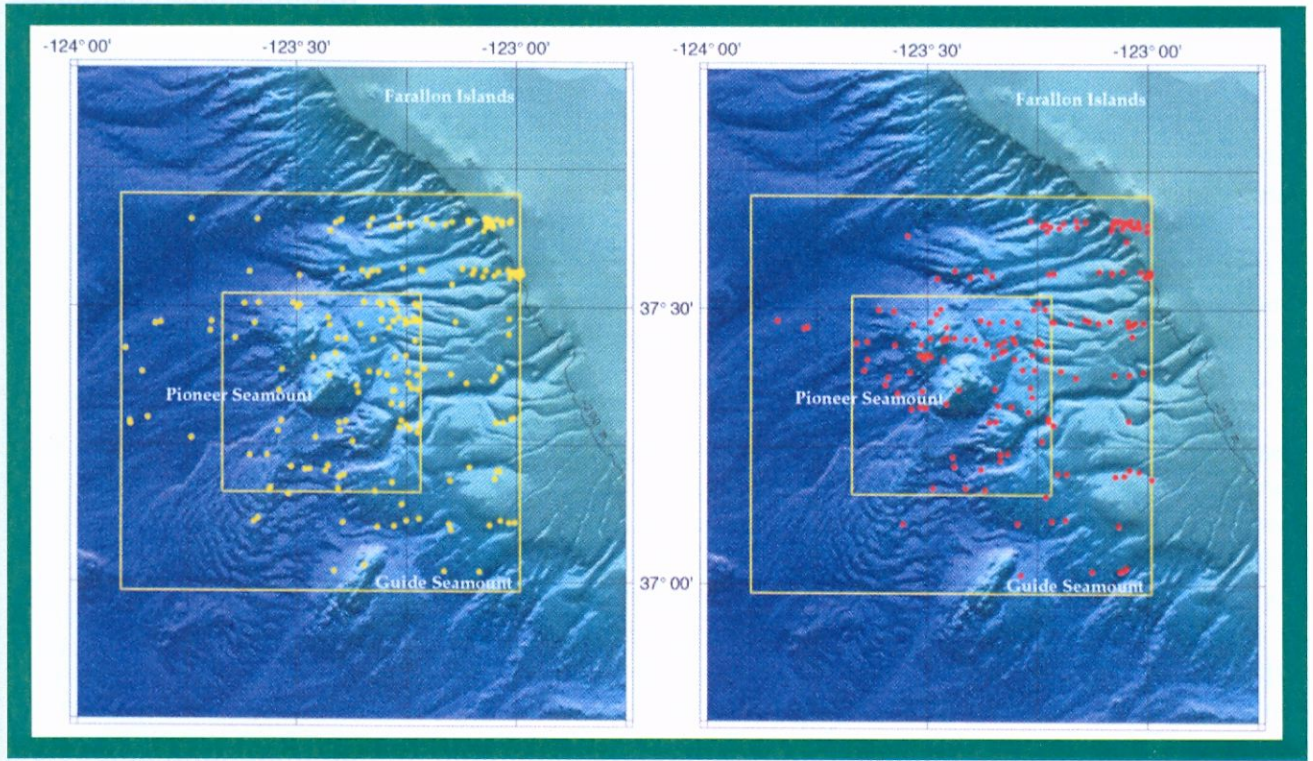 -124° 00'
-123° 30'
-123° 00'
-124° 00'
-123° 30'
-123° 00'
Farallon Islands
Farallon Islands
37° 30'
Pioneer Seamount
Pioneer Seamount
37° 00'
Guide Seamount
Guide Seamount